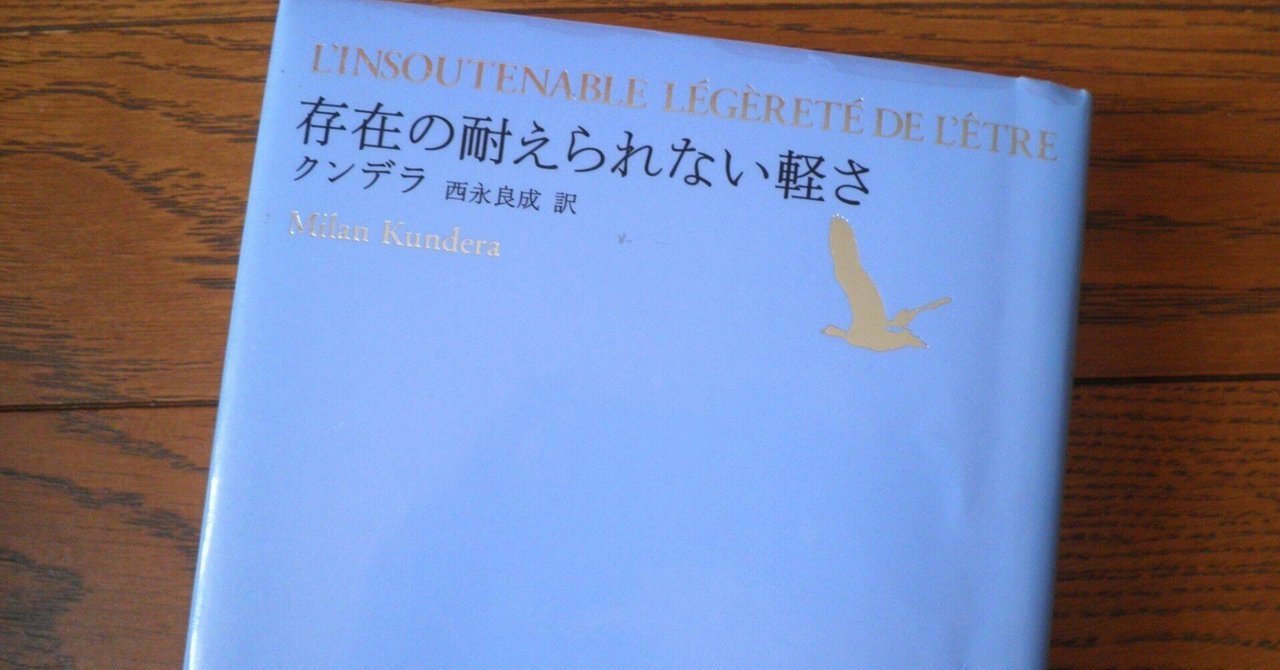 L'INSOUTENABLE LÉGÈRETÉ DE L'ÊTRE
存在の耐えられない軽さ
クンデラ 西永良成 訳
Milan Kundera